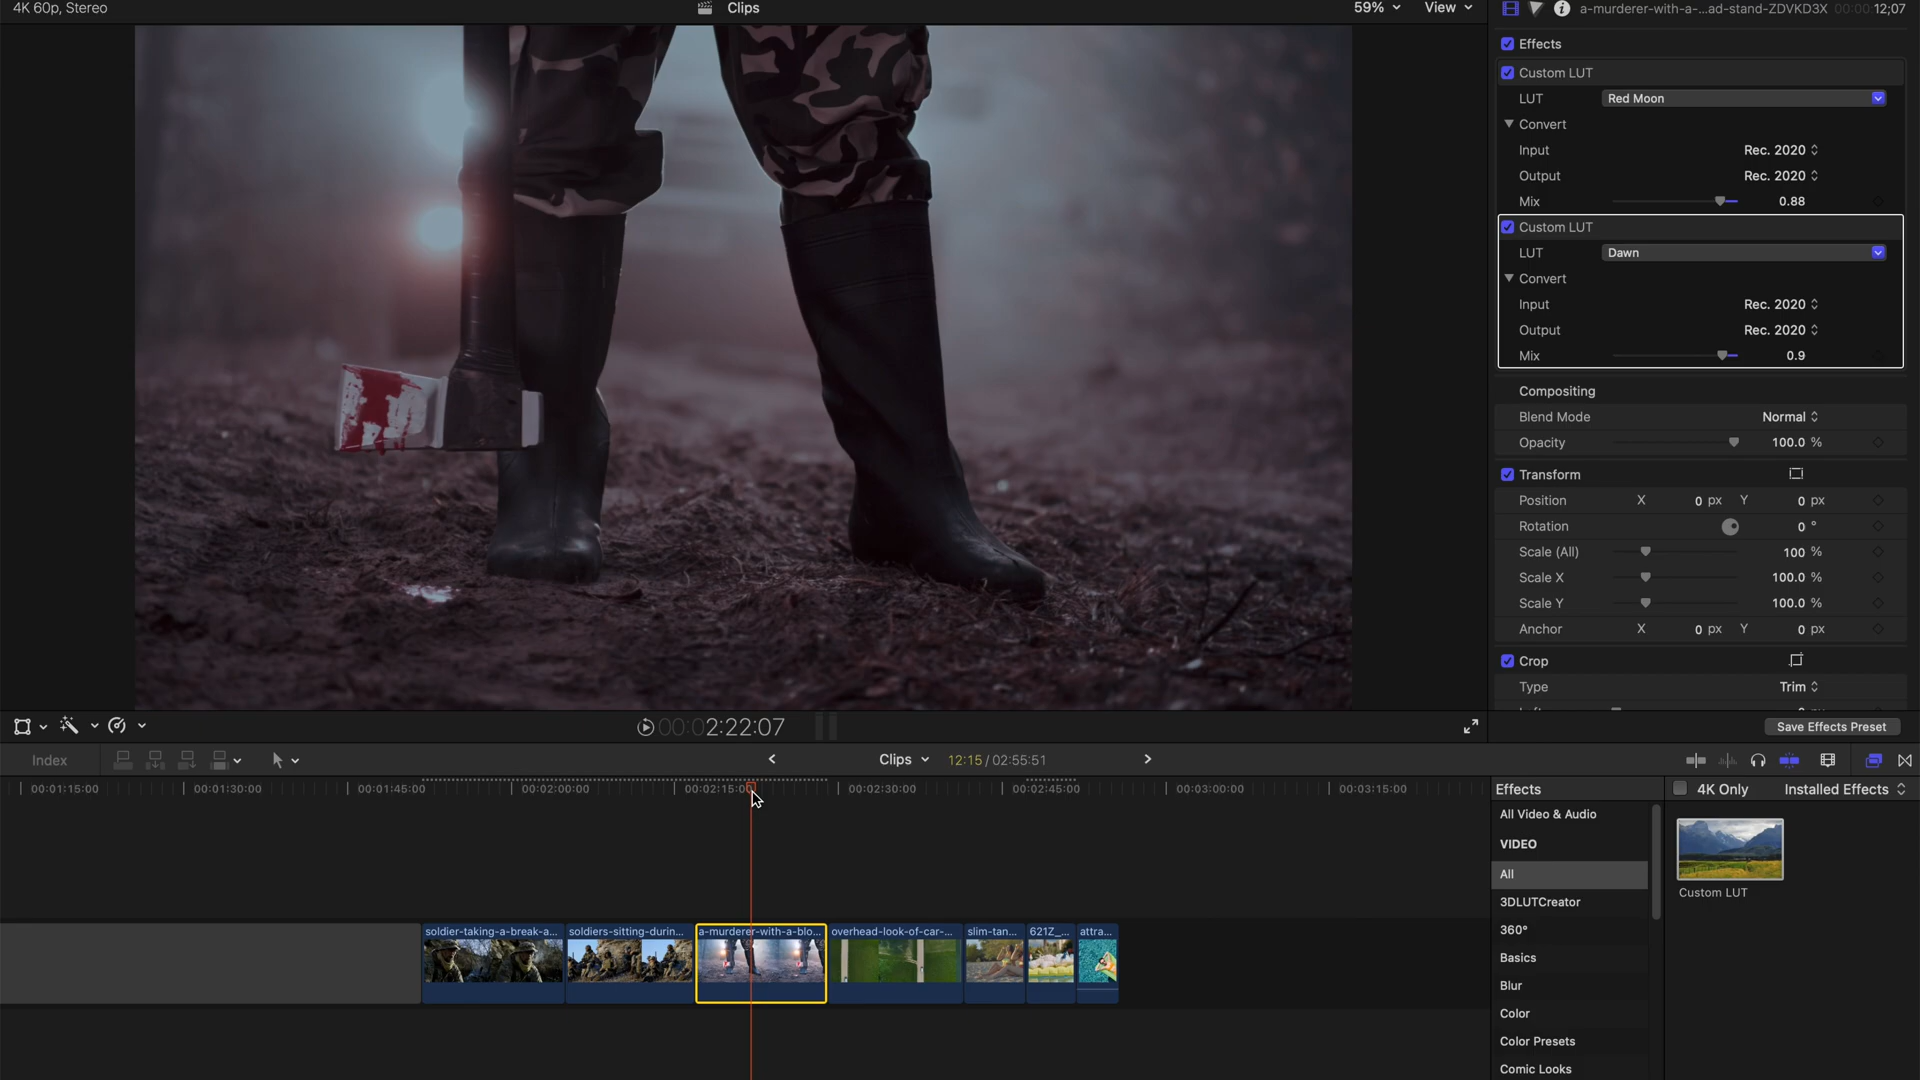 4K 60p, Stereo
Clips
59%
View
a-murderer-with-a-...ad-stand-ZDVKD3X
00:00:12;07
Effects
Custom LUT
LUT
Red Moon
Convert
Input
Rec. 2020
Output
Rec. 2020
Mix
0.88
Custom LUT
LUT
Dawn
Convert
Input
Rec. 2020
Output
Rec. 2020
Mix
0.9
Compositing
Blend Mode
Normal
Opacity
100.0 %
Transform
Position
X 0 px Y 0 px
Rotation
0 °
Scale (All)
100 %
Scale X
100.0 %
Scale Y
100.0 %
Anchor
X 0 px Y 0 px
Crop
Type
Trim
00:02:22:07
Save Effects Preset
Index
Clips
12:15 / 02:55:51
00:01:15:00
00:01:30:00
00:01:45:00
00:02:00:00
00:02:15:00
00:02:30:00
00:02:45:00
00:03:00:00
00:03:15:00
soldier-taking-a-break-a...
soldiers-sitting-durin...
a-murderer-with-a-blo...
overhead-look-of-car-...
slim-tan...
621Z_...
attra...
Effects
4K Only
Installed Effects
All Video & Audio
VIDEO
All
3DLUTCreator
360°
Basics
Blur
Color
Color Presets
Comic Looks
Custom LUT